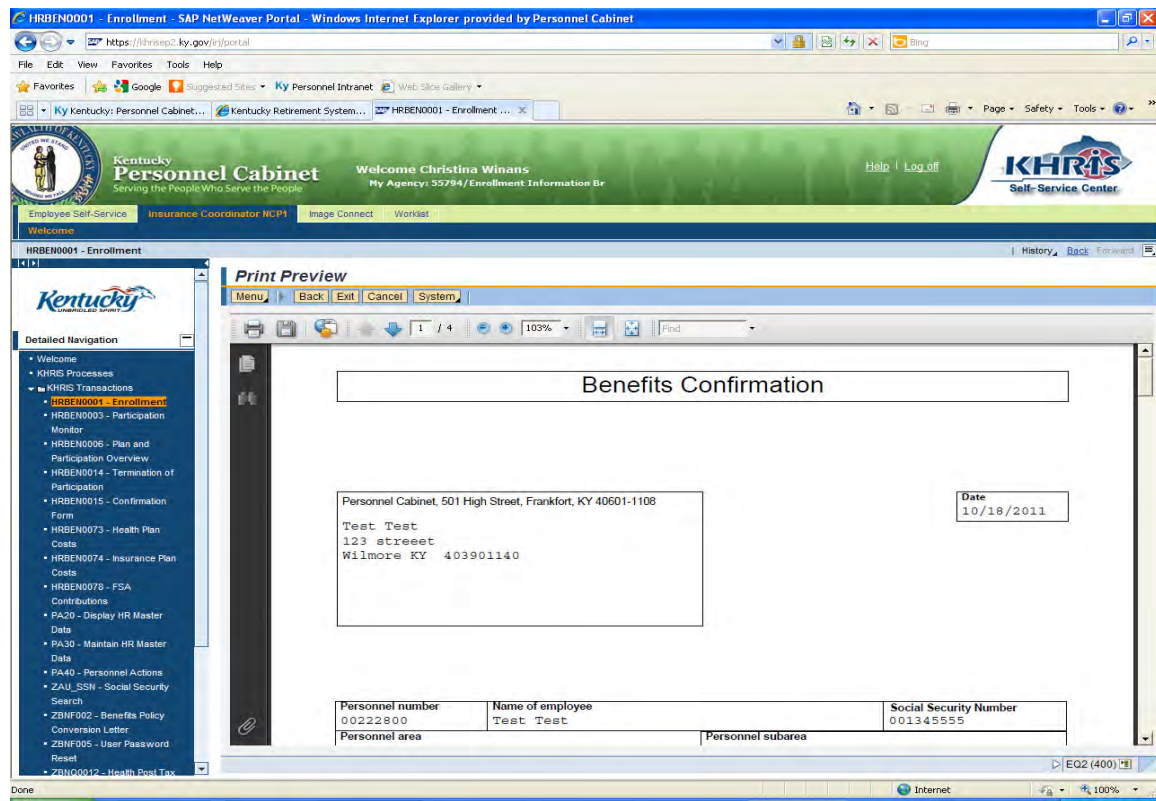 HRBEN0001 - Enrollment - SAP NetWeaver Portal - Windows Internet Explorer provided by Personnel Cabinet
https://khrisep2.ky.gov/irj/portal
Bing
File Edit View Favorites Tools Help
Favorites Google Suggested Sites Ky Personnel Intranet Web Slice Gallery
Ky Kentucky: Personnel Cabinet... Kentucky Retirement System... HRBEN0001 - Enrollment ... X
Page Safety Tools
Kentucky
Personnel Cabinet
Serving the People Who Serve the People
Welcome Christina Winans
My Agency: 55794/Enrollment Information Br
Help | Log off
KHRIS
Self-Service Center
Employee Self-Service Insurance Coordinator NCP1 Image Connect Worklist
Welcome
HRBEN0001 - Enrollment
| History Back Forward
Kentucky
UNBRIDLED SPIRIT
Detailed Navigation
• Welcome
• KHRIS Processes
KHRIS Transactions
• HRBEN0001 - Enrollment
• HRBEN0003 - Participation
Monitor
• HRBEN0006 - Plan and
Participation Overview
• HRBEN0014 - Termination of
Participation
• HRBEN0015 - Confirmation
Form
• HRBEN0073 - Health Plan
Costs
• HRBEN0074 - Insurance Plan
Costs
• HRBEN0078 - FSA
Contributions
• PA20 - Display HR Master
Data
• PA30 - Maintain HR Master
Data
• PA40 - Personnel Actions
• ZAU_SSN - Social Security
Search
• ZBNF002 - Benefits Policy
Conversion Letter
• ZBNF005 - User Password
Reset
• ZBNQ0012 - Health Post Tax
Print Preview
Menu Back Exit Cancel System
1 / 4 103% Find
Benefits Confirmation
Personnel Cabinet, 501 High Street, Frankfort, KY 40601-1108
Test Test
123 streeet
Wilmore KY 403901140
Date
10/18/2011
Personnel number Name of employee Social Security Number
00222800 Test Test 001345555
Personnel area Personnel subarea
EQ2 (400)
Done Internet 100%